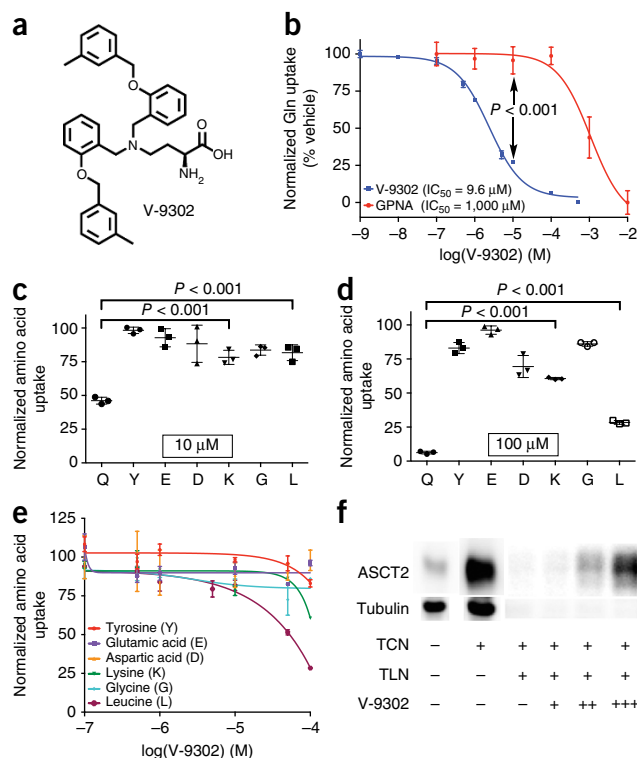 a
O
N
O
O
OH
NH2
V-9302
b
Normalized Gln uptake
(% vehicle)
100
75
50
25
0
P < 0.001
V-9302 (IC50 = 9.6 μM)
GPNA (IC50 = 1,000 μM)
–9 –8 –7 –6 –5 –4 –3 –2
log(V-9302) (M)
c
P < 0.001
P < 0.001
Normalized amino acid
uptake
100
75
50
25
0
10 μM
Q Y E D K G L
d
P < 0.001
P < 0.001
Normalized amino acid
uptake
100
75
50
25
0
100 μM
Q Y E D K G L
e
Normalized amino acid
uptake
125
100
75
50
25
0
Tyrosine (Y)
Glutamic acid (E)
Aspartic acid (D)
Lysine (K)
Glycine (G)
Leucine (L)
–7 –6 –5 –4
log(V-9302) (M)
f
ASCT2
Tubulin
TCN – + + + + +
TLN – – + + + +
V-9302 – – – + ++ +++